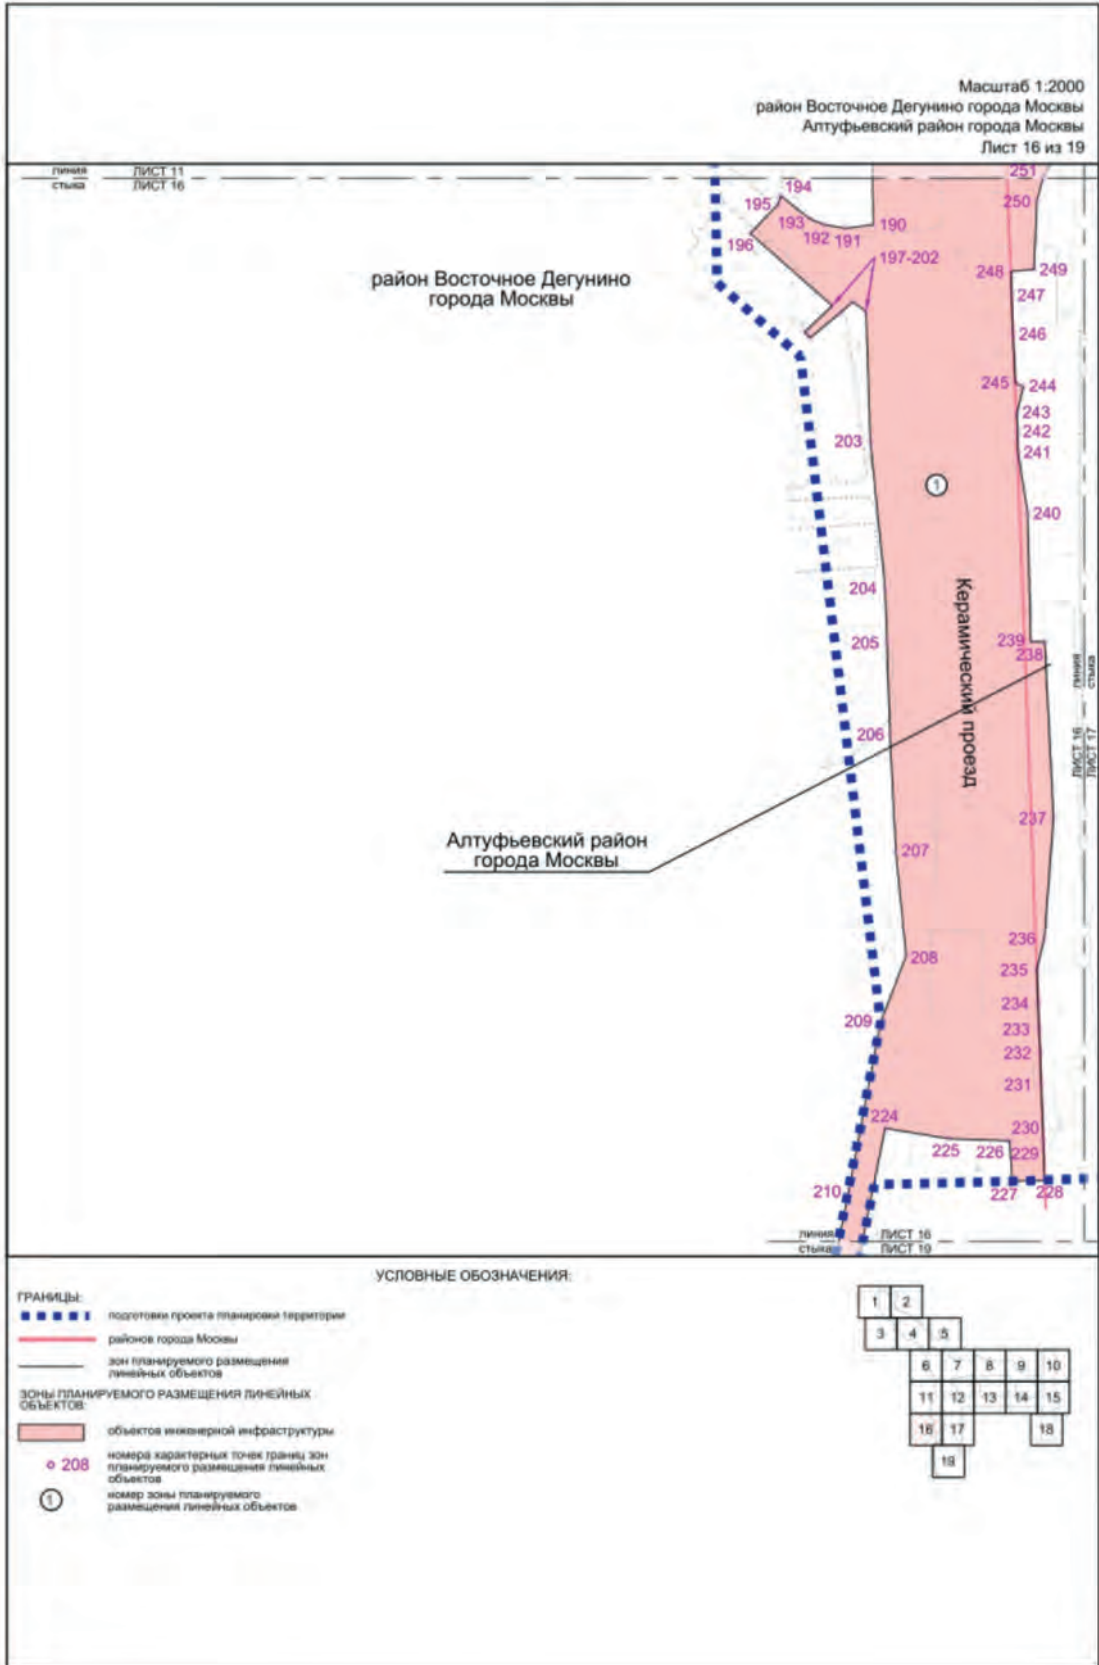 Масштаб 1:2000
район Восточное Дегунино города Москвы
Алтуфьевский район города Москвы
Лист 16 из 19
линия ЛИСТ 11
стыка ЛИСТ 16
251
250
194
195
193
192
191
190
196
197-202
248
249
247
246
245
244
243
242
241
240
район Восточное Дегунино
города Москвы
203
1
204
205
206
Керамический проезд
239
238
линия
стыка
ЛИСТ 16
ЛИСТ 17
237
Алтуфьевский район
города Москвы
207
208
236
235
209
234
233
232
231
224
230
225
226
229
210
227
228
линия ЛИСТ 16
стыка ЛИСТ 19
УСЛОВНЫЕ ОБОЗНАЧЕНИЯ:
ГРАНИЦЫ:
подготовки проекта планировки территории
районов города Москвы
зон планируемого размещения
линейных объектов
ЗОНЫ ПЛАНИРУЕМОГО РАЗМЕЩЕНИЯ ЛИНЕЙНЫХ
ОБЪЕКТОВ:
объектов инженерной инфраструктуры
208
номера характерных точек границ зон
планируемого размещения линейных
объектов
1
номер зоны планируемого
размещения линейных объектов
1 2
3 4 5
6 7 8 9 10
11 12 13 14 15
16 17 18
19